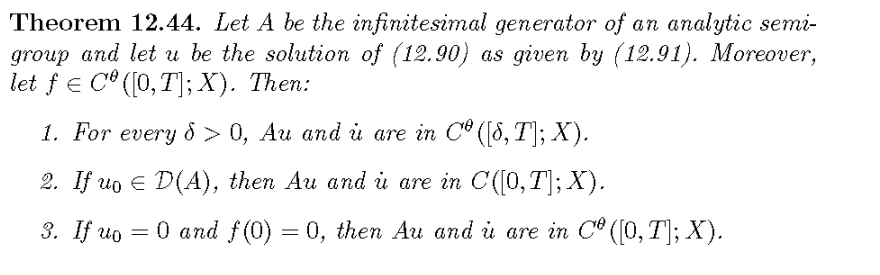 Theorem 12.44. Let A be the infinitesimal generator of an analytic semi-
group and let u be the solution of (12.90) as given by (12.91). Moreover,
let f ∈ C^θ([0, T]; X). Then:
1. For every δ > 0, Au and u̇ are in C^θ([δ, T]; X).
2. If u₀ ∈ D(A), then Au and u̇ are in C([0, T]; X).
3. If u₀ = 0 and f(0) = 0, then Au and u̇ are in C^θ([0, T]; X).